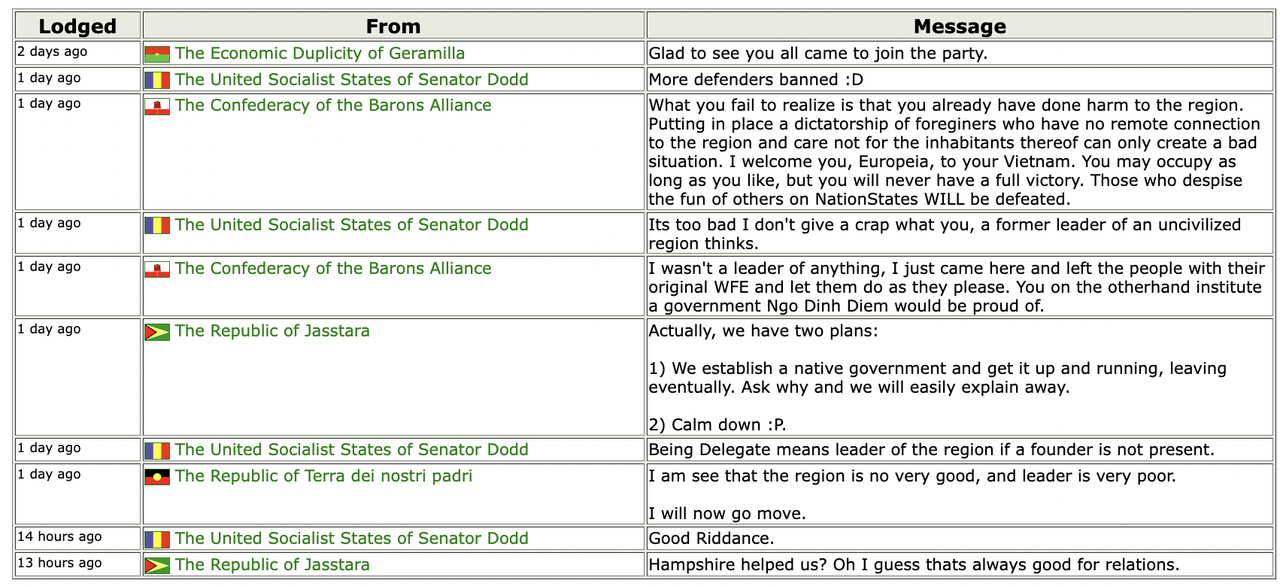 Lodged From Message
2 days ago The Economic Duplicity of Geramilla Glad to see you all came to join the party.
1 day ago The United Socialist States of Senator Dodd More defenders banned :D
1 day ago The Confederacy of the Barons Alliance What you fail to realize is that you already have done harm to the region.
Putting in place a dictatorship of foreginers who have no remote connection
to the region and care not for the inhabitants thereof can only create a bad
situation. I welcome you, Europeia, to your Vietnam. You may occupy as
long as you like, but you will never have a full victory. Those who despise
the fun of others on NationStates WILL be defeated.
1 day ago The United Socialist States of Senator Dodd Its too bad I don't give a crap what you, a former leader of an uncivilized
region thinks.
1 day ago The Confederacy of the Barons Alliance I wasn't a leader of anything, I just came here and left the people with their
original WFE and let them do as they please. You on the otherhand institute
a government Ngo Dinh Diem would be proud of.
1 day ago The Republic of Jasstara Actually, we have two plans:
1) We establish a native government and get it up and running, leaving
eventually. Ask why and we will easily explain away.
2) Calm down :P.
1 day ago The United Socialist States of Senator Dodd Being Delegate means leader of the region if a founder is not present.
1 day ago The Republic of Terra dei nostri padri I am see that the region is no very good, and leader is very poor.
I will now go move.
14 hours ago The United Socialist States of Senator Dodd Good Riddance.
13 hours ago The Republic of Jasstara Hampshire helped us? Oh I guess thats always good for relations.